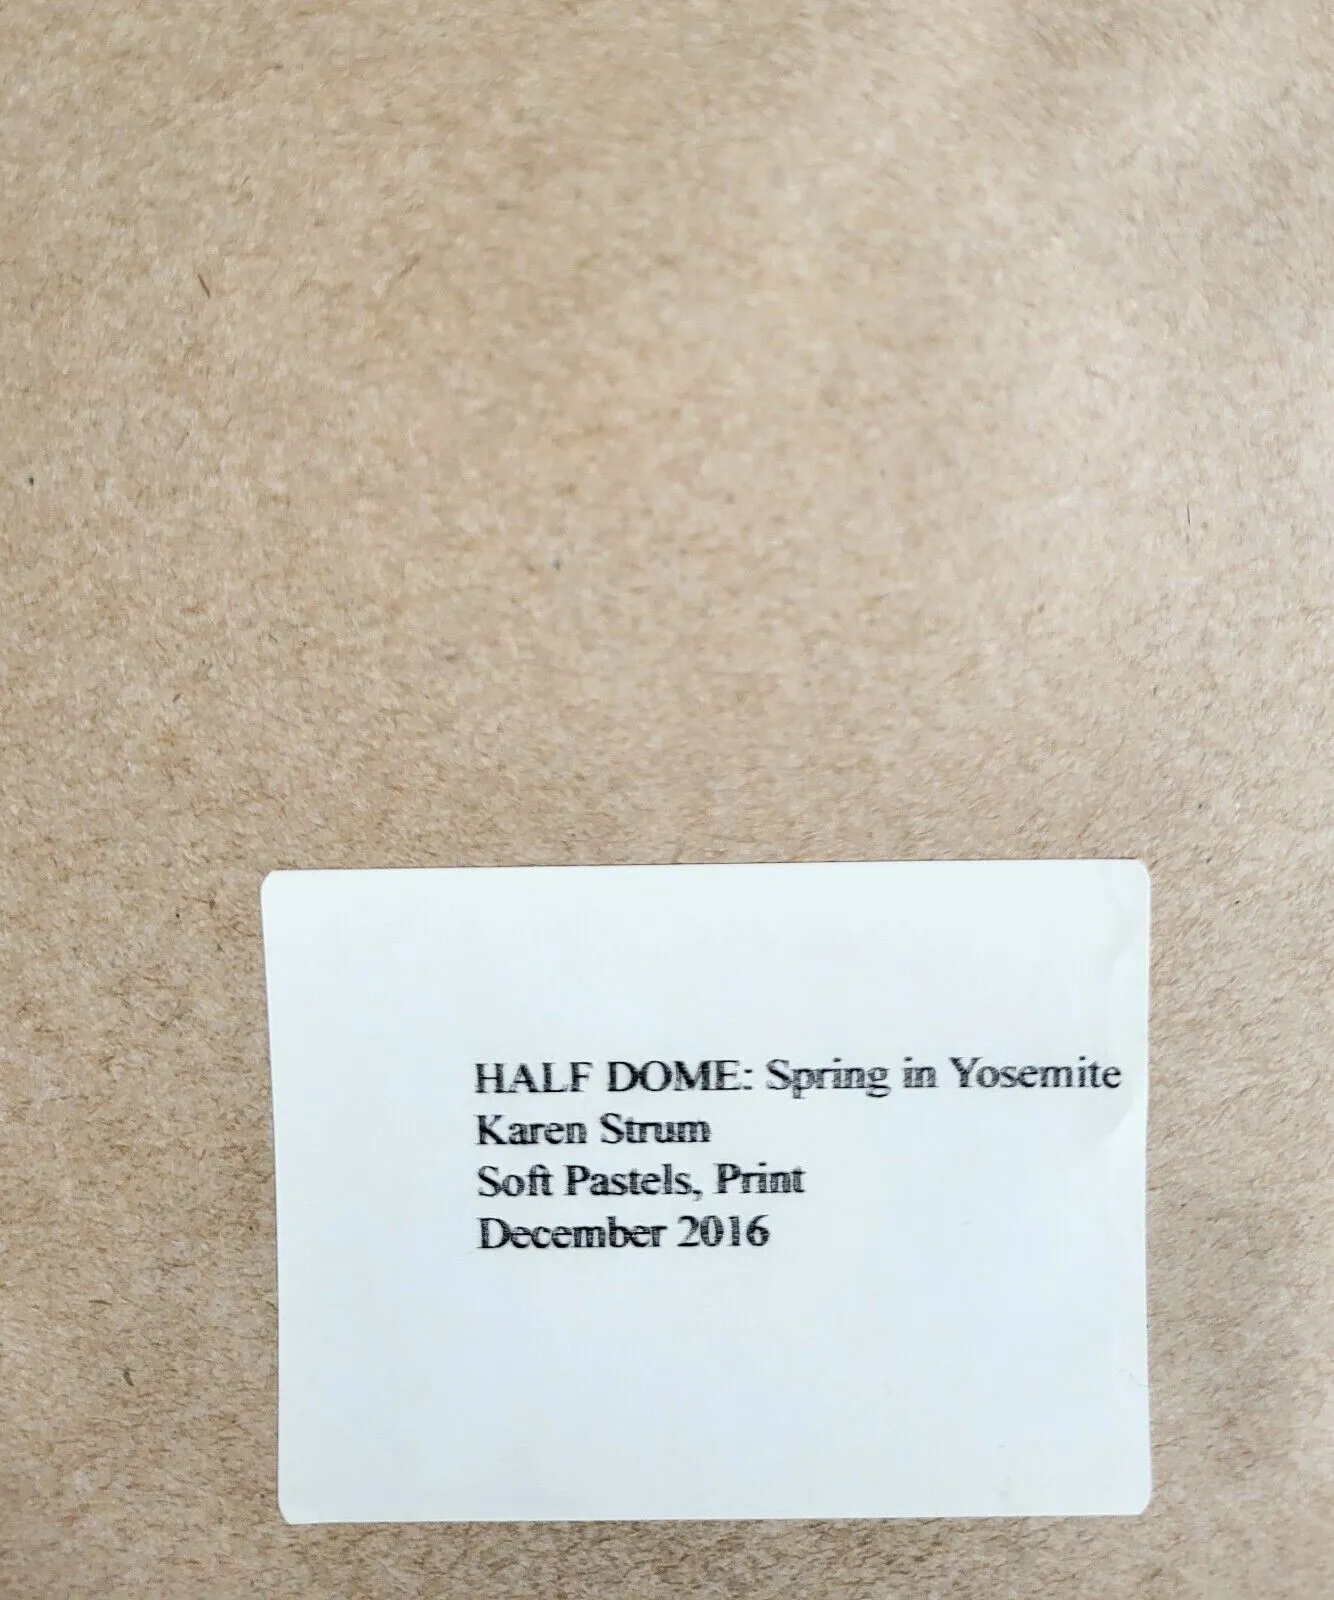 HALF DOME: Spring in Yosemite
Karen Strum
Soft Pastels, Print
December 2016